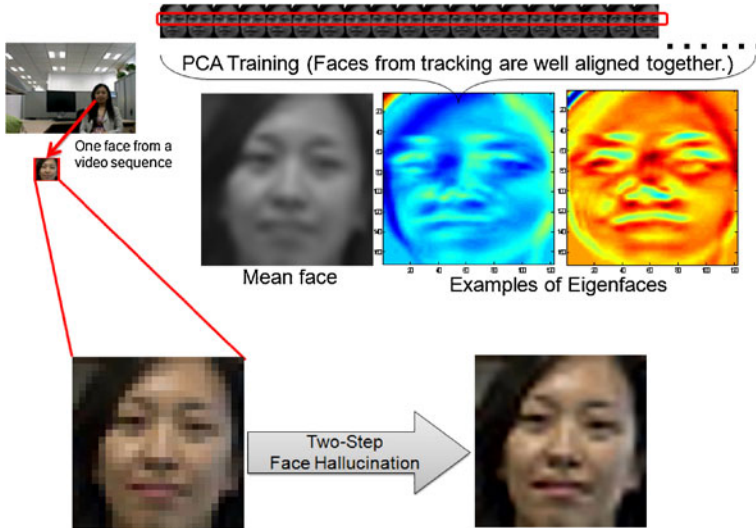 PCA Training (Faces from tracking are well aligned together.)
One face from a
video sequence
Mean face
Examples of Eigenfaces
Two-Step
Face Hallucination